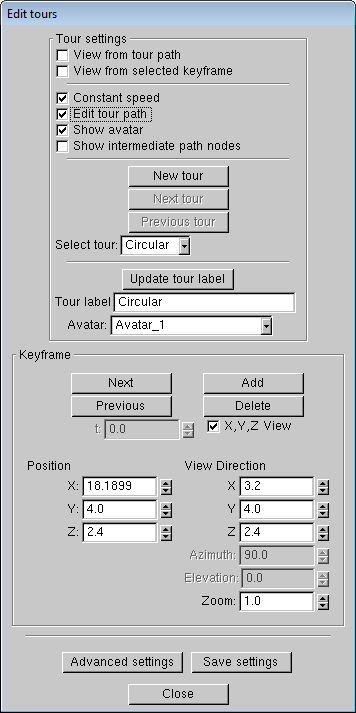 Edit tours
Tour settings
View from tour path
View from selected keyframe
Constant speed
Edit tour path
Show avatar
Show intermediate path nodes
New tour
Next tour
Previous tour
Select tour: Circular
Update tour label
Tour label Circular
Avatar: Avatar_1
Keyframe
Next Add
Previous Delete
t: 0.0 X,Y,Z View
Position View Direction
X: 18.1899 X 3.2
Y: 4.0 Y 4.0
Z: 2.4 Z 2.4
Azimuth: 90.0
Elevation: 0.0
Zoom: 1.0
Advanced settings Save settings
Close